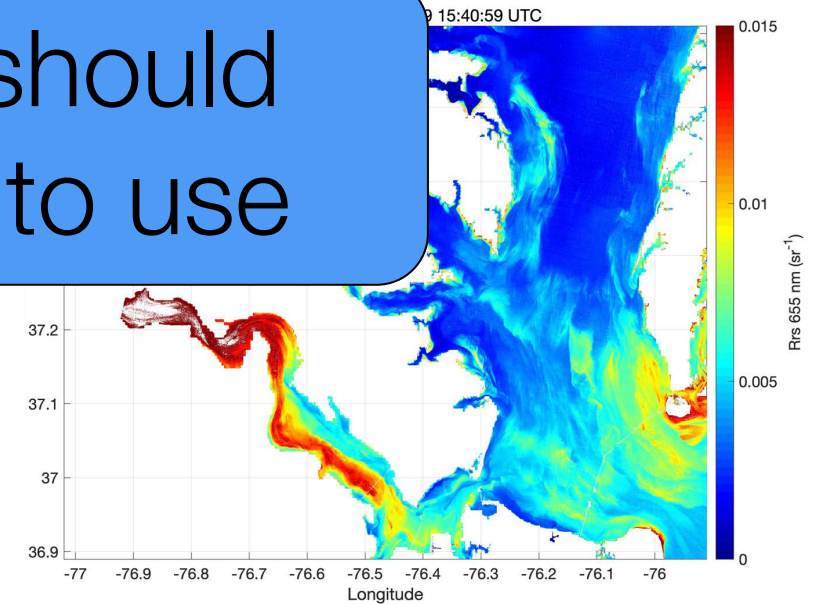 should
to use
15:40:59 UTC
0.015
0.01
0.005
0
Rrs 655 nm (sr⁻¹)
37.2
37.1
37
36.9
-77 -76.9 -76.8 -76.7 -76.6 -76.5 -76.4 -76.3 -76.2 -76.1 -76
Longitude